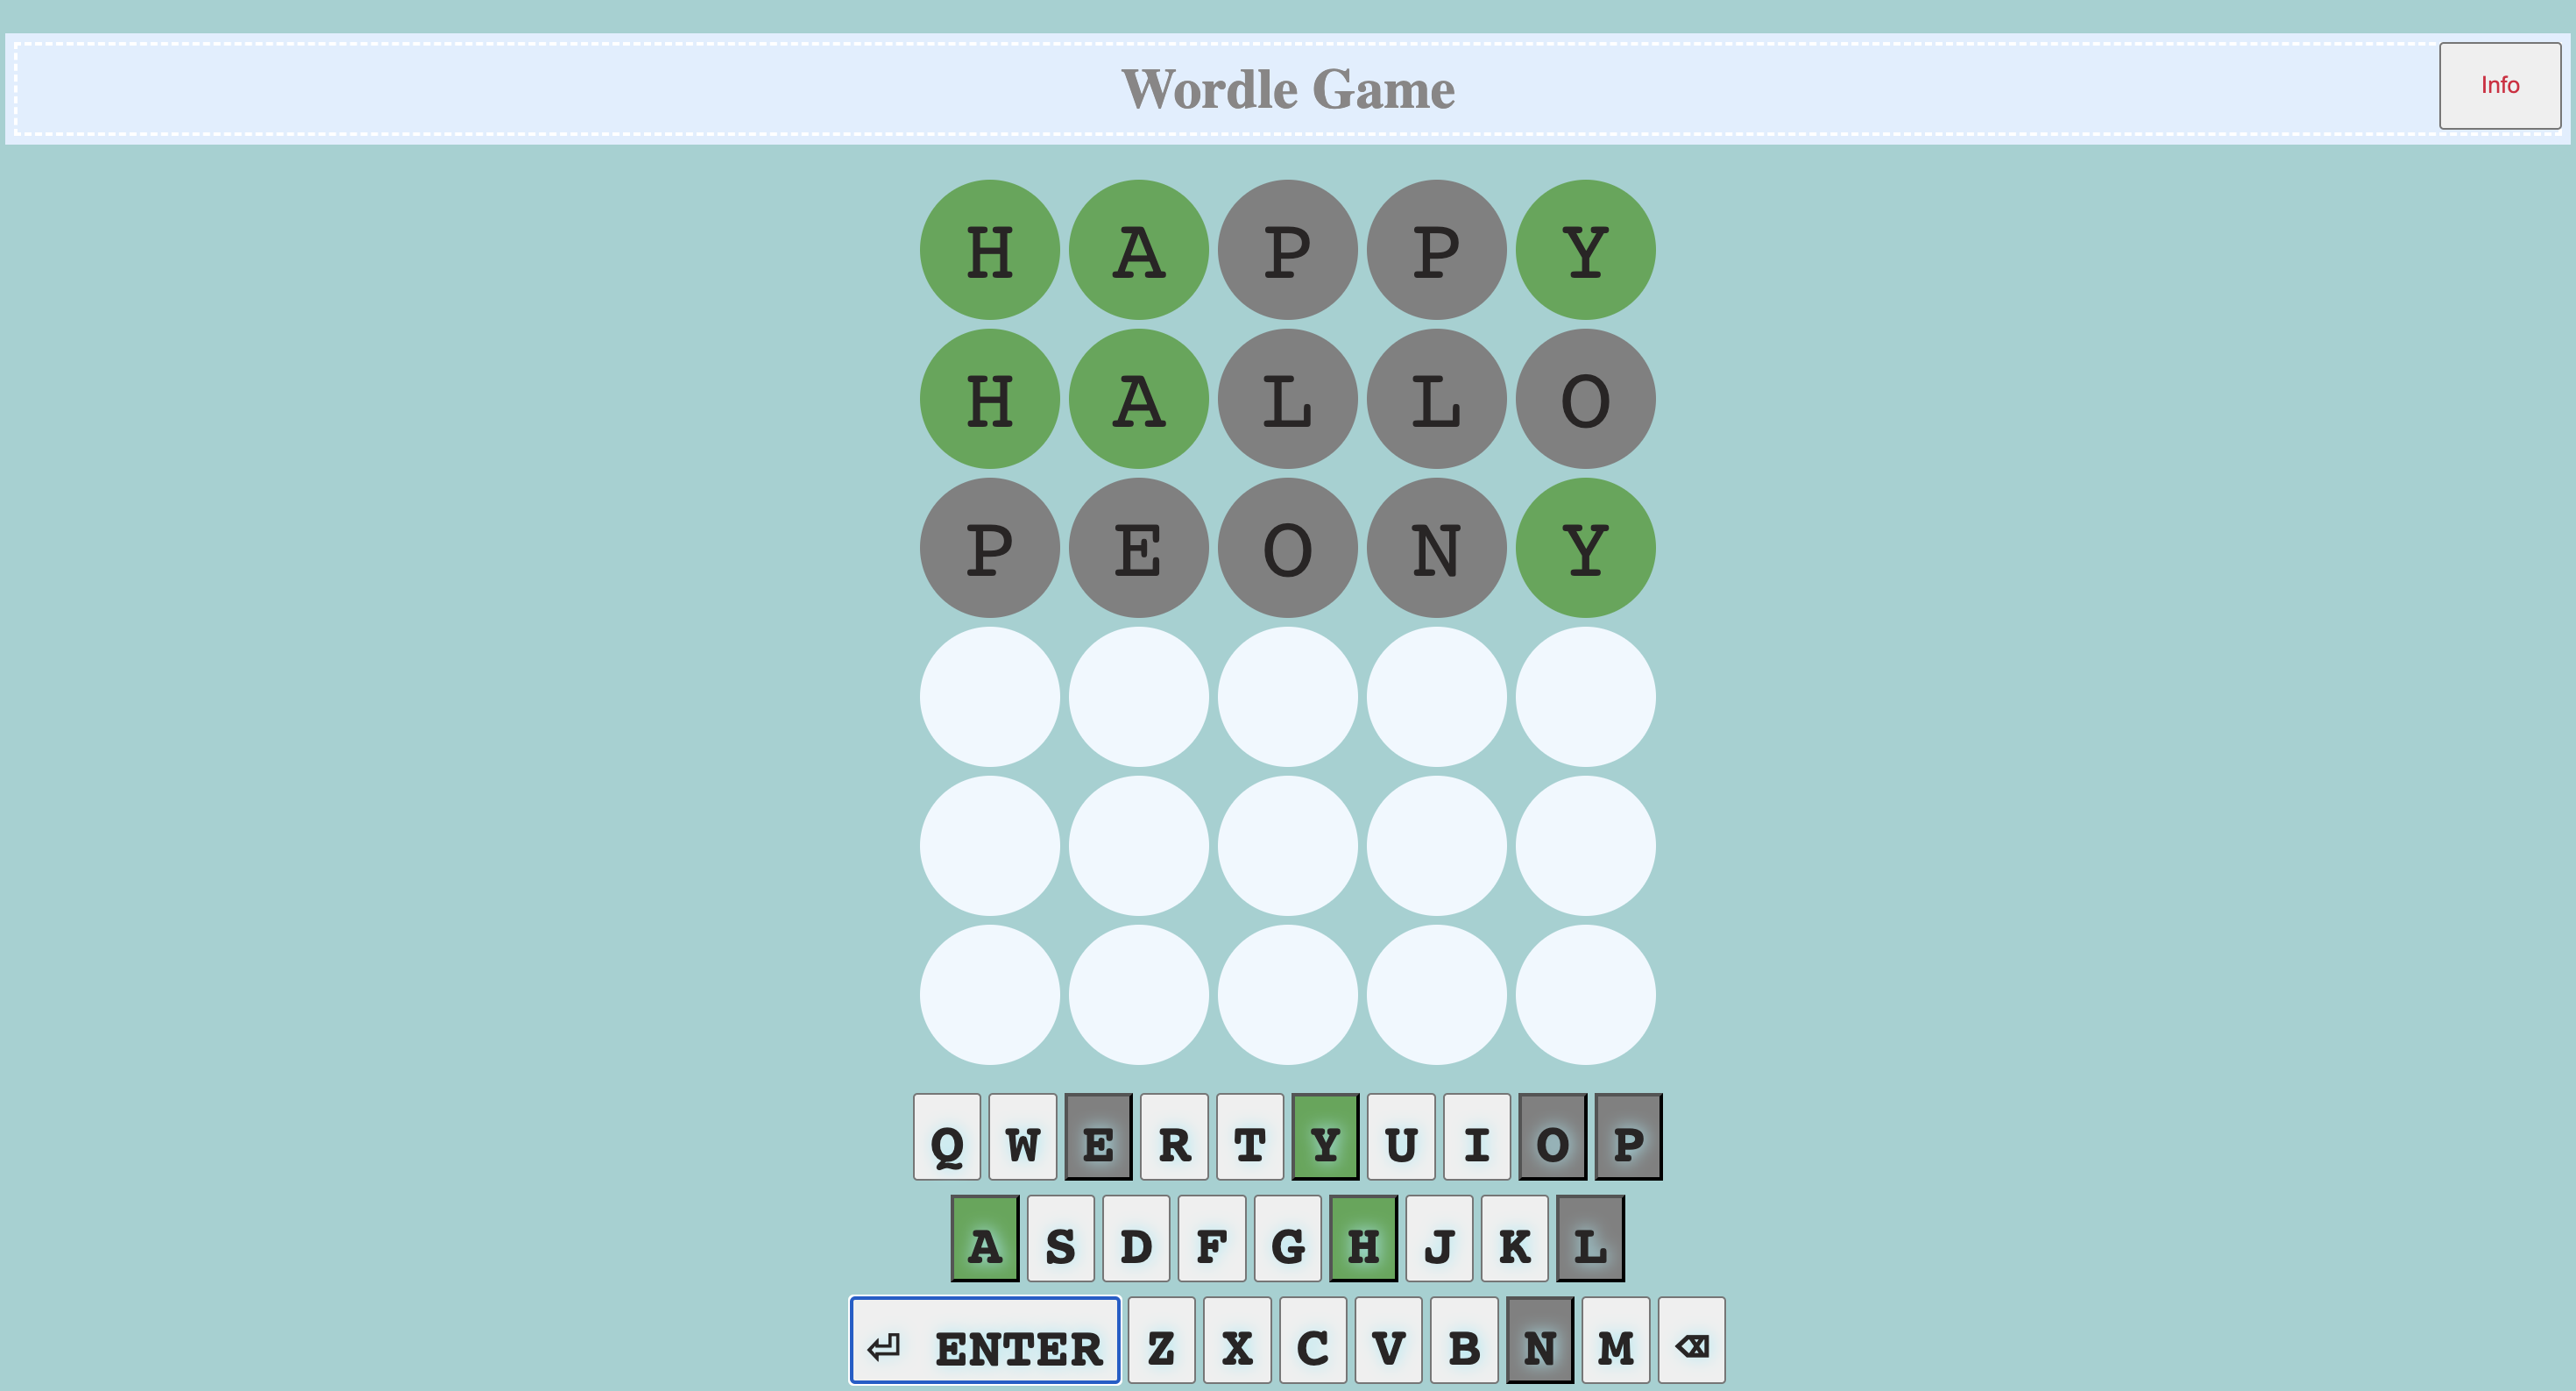 Wordle Game
Info
H A P P Y
H A L L O
P E O N Y
Q W E R T Y U I O P
A S D F G H J K L
⏎ ENTER Z X C V B N M ⌫